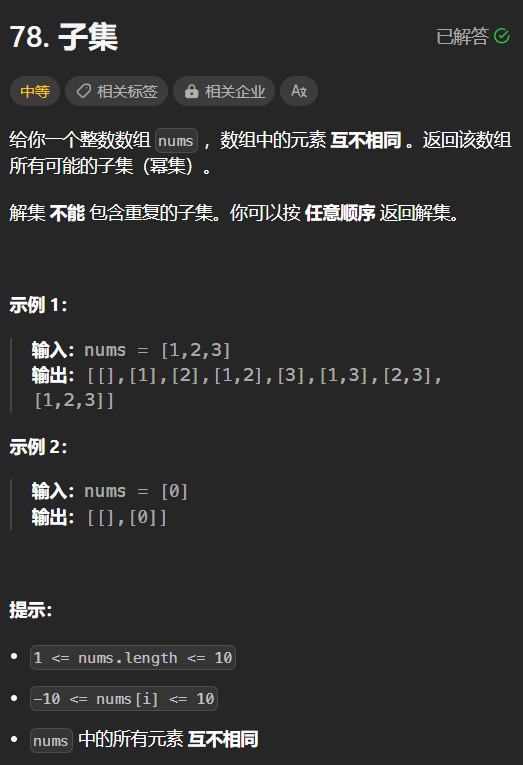 78. 子集
已解答
中等
相关标签
相关企业
给你一个整数数组 nums ，数组中的元素 互不相同 。返回该数组
所有可能的子集（幂集）。
解集 不能 包含重复的子集。你可以按 任意顺序 返回解集。
示例 1：
输入：nums = [1,2,3]
输出：[[],[1],[2],[1,2],[3],[1,3],[2,3],
[1,2,3]]
示例 2：
输入：nums = [0]
输出：[[],[0]]
提示：
1 <= nums.length <= 10
-10 <= nums[i] <= 10
nums 中的所有元素 互不相同